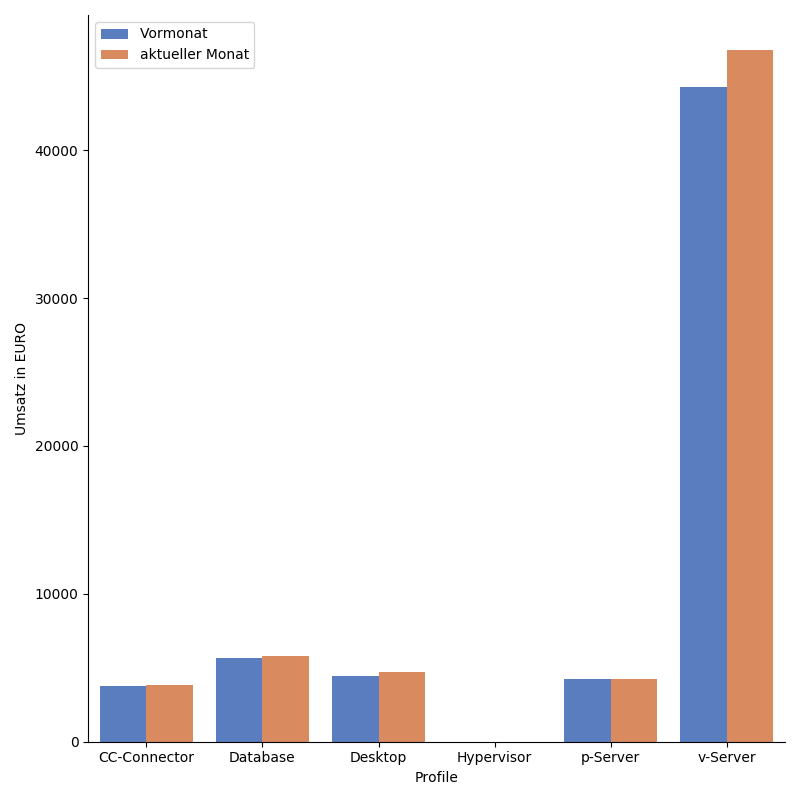 Vormonat
aktueller Monat
Umsatz in EURO
40000
30000
20000
10000
0
CC-Connector Database Desktop Hypervisor p-Server v-Server
Profile